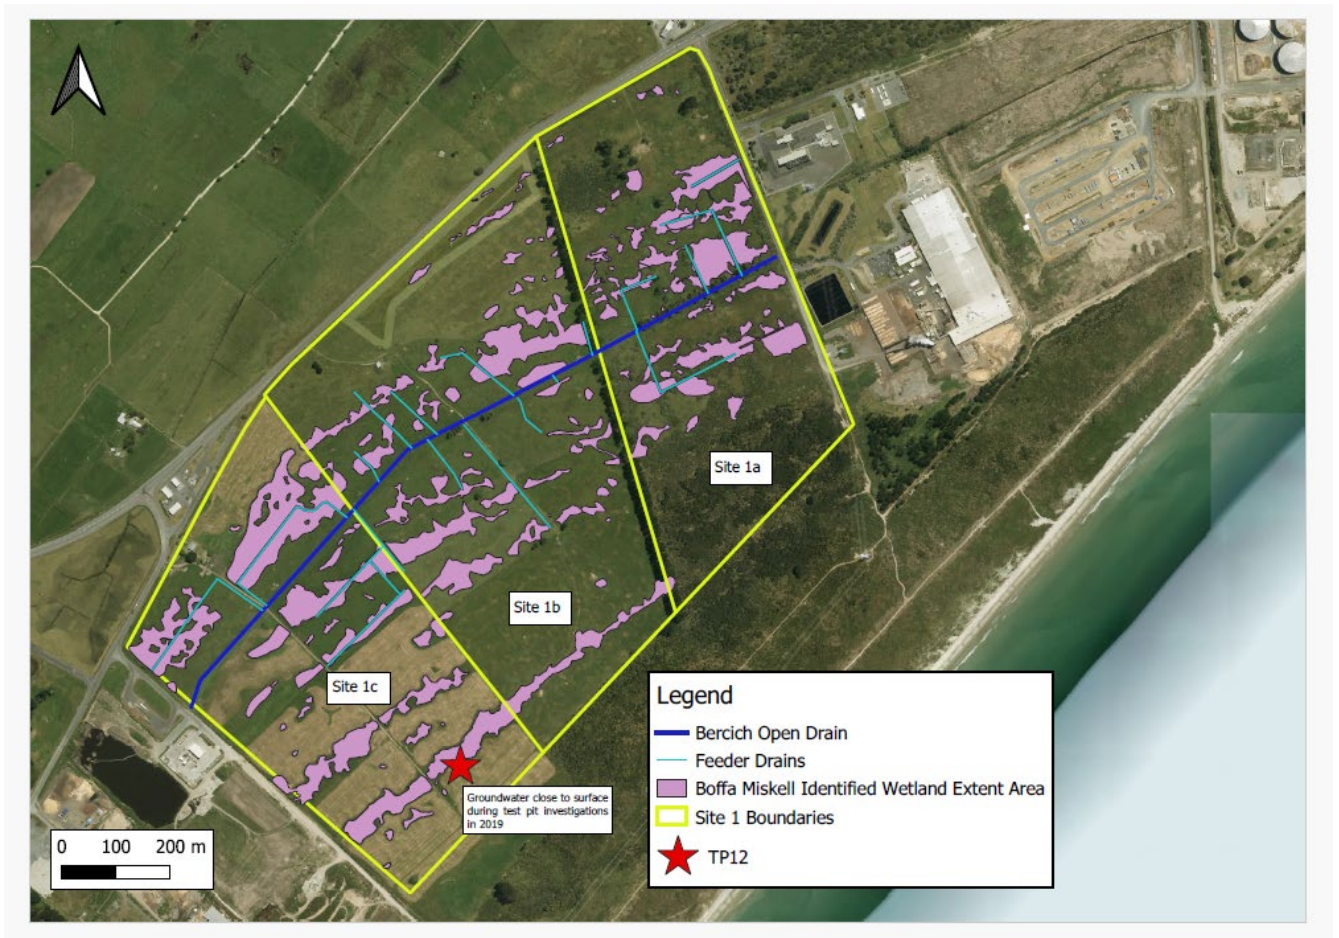 Site 1a
Site 1b
Site 1c
Groundwater close to surface
during test pit investigations
in 2019
0 100 200 m
Legend
Bercich Open Drain
Feeder Drains
Boffa Miskell Identified Wetland Extent Area
Site 1 Boundaries
TP12